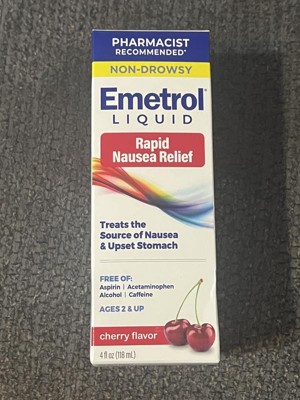 PHARMACIST
RECOMMENDED*
NON-DROWSY
Emetrol®
LIQUID
Rapid
Nausea Relief
Treats the
Source of Nausea
& Upset Stomach
FREE OF:
Aspirin | Acetaminophen
Alcohol | Caffeine
AGES 2 & UP
cherry flavor
4 fl oz (118 mL)